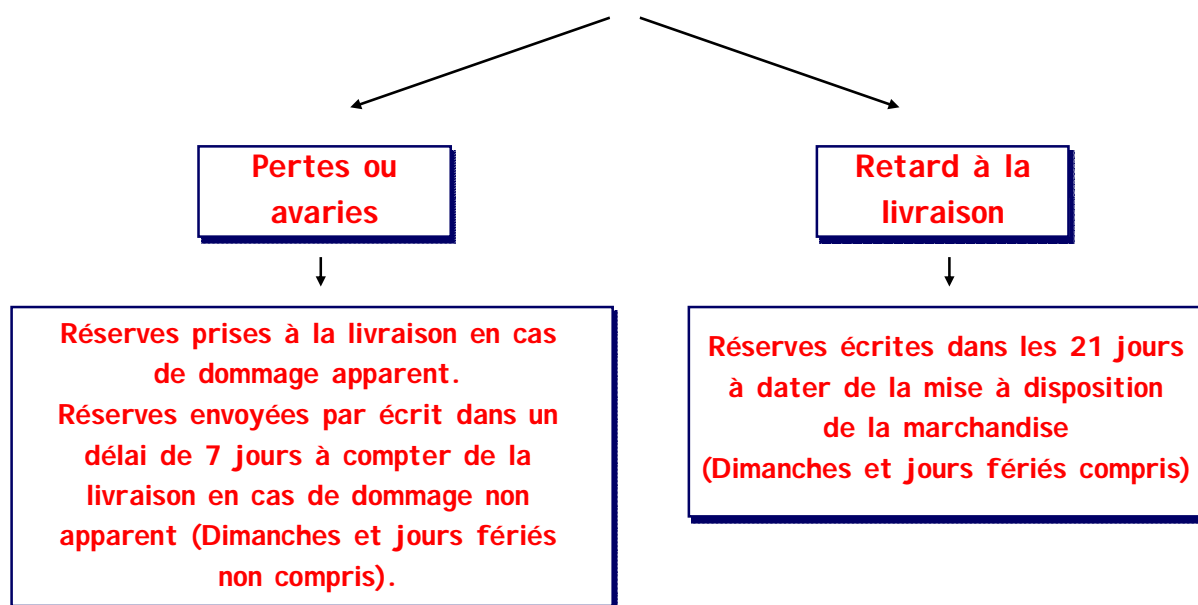 Pertes ou
avaries
Retard à la
livraison
Réserves prises à la livraison en cas
de dommage apparent.
Réserves envoyées par écrit dans un
délai de 7 jours à compter de la
livraison en cas de dommage non
apparent (Dimanches et jours fériés
non compris).
Réserves écrites dans les 21 jours
à dater de la mise à disposition
de la marchandise
(Dimanches et jours fériés compris)